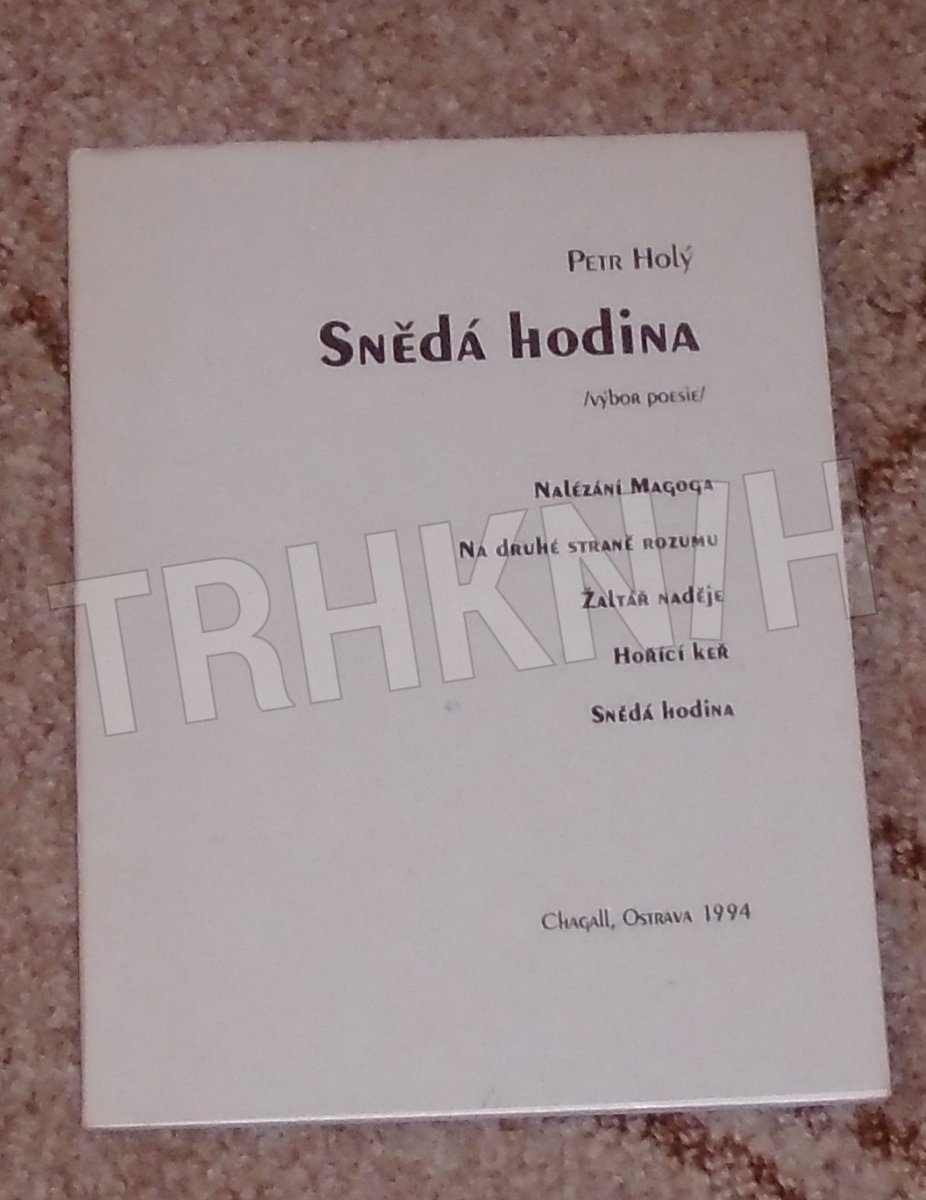 Petr Holý
Snědá hodina
/výbor poesie/
Nalézání Magoga
Na druhé straně rozumu
Žaltář naděje
Hořící keř
Snědá hodina
Chagall, Ostrava 1994
TRHKNIH